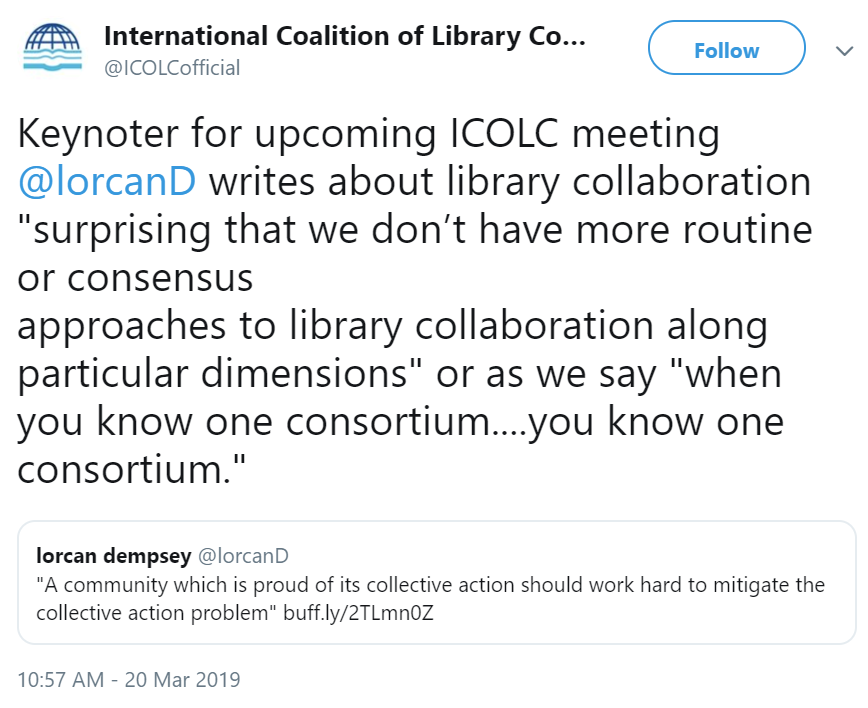 International Coalition of Library Co...
@ICOLCofficial
Follow
Keynoter for upcoming ICOLC meeting
@lorcanD writes about library collaboration
"surprising that we don’t have more routine
or consensus
approaches to library collaboration along
particular dimensions" or as we say "when
you know one consortium....you know one
consortium."
lorcan dempsey @lorcanD
"A community which is proud of its collective action should work hard to mitigate the
collective action problem" buff.ly/2TLmn0Z
10:57 AM - 20 Mar 2019